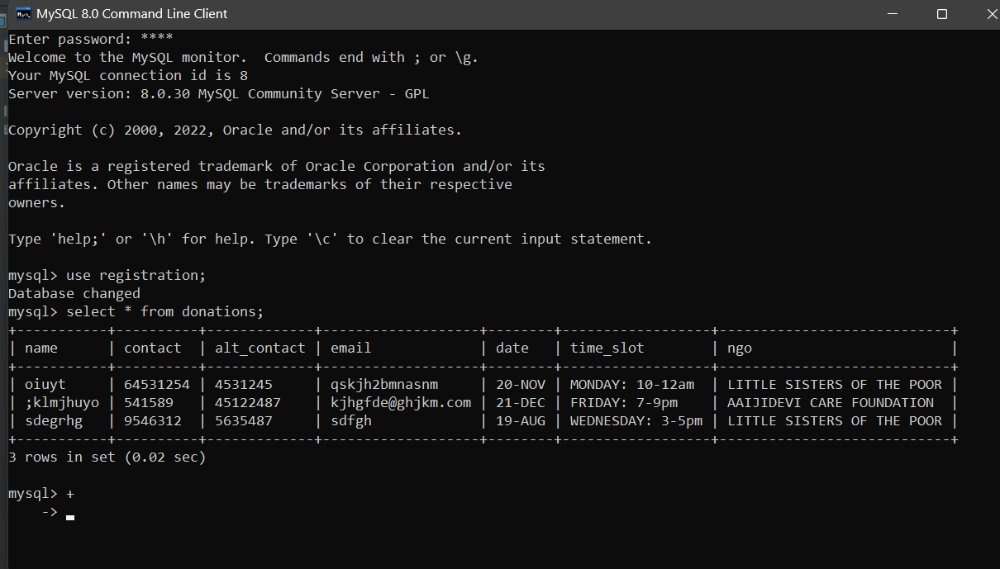 MySQL 8.0 Command Line Client
Enter password: ****
Welcome to the MySQL monitor.  Commands end with ; or \g.
Your MySQL connection id is 8
Server version: 8.0.30 MySQL Community Server - GPL
Copyright (c) 2000, 2022, Oracle and/or its affiliates.
Oracle is a registered trademark of Oracle Corporation and/or its
affiliates. Other names may be trademarks of their respective
owners.
Type 'help;' or '\h' for help. Type '\c' to clear the current input statement.
mysql> use registration;
Database changed
mysql> select * from donations;
+-----------+----------+-------------+-------------------+--------+------------------+----------------------------+
| name      | contact  | alt_contact | email             | date   | time_slot        | ngo                        |
+-----------+----------+-------------+-------------------+--------+------------------+----------------------------+
| oiuyt     | 64531254 | 4531245     | qskjh2bmnasnm     | 20-NOV | MONDAY: 10-12am  | LITTLE SISTERS OF THE POOR |
| ;klmjhuyo | 541589   | 45122487    | kjhgfde@ghjkm.com | 21-DEC | FRIDAY: 7-9pm    | AAIJIDEVI CARE FOUNDATION  |
| sdegrhg   | 9546312  | 5635487     | sdfgh             | 19-AUG | WEDNESDAY: 3-5pm | LITTLE SISTERS OF THE POOR |
+-----------+----------+-------------+-------------------+--------+------------------+----------------------------+
3 rows in set (0.02 sec)
mysql> +
    ->